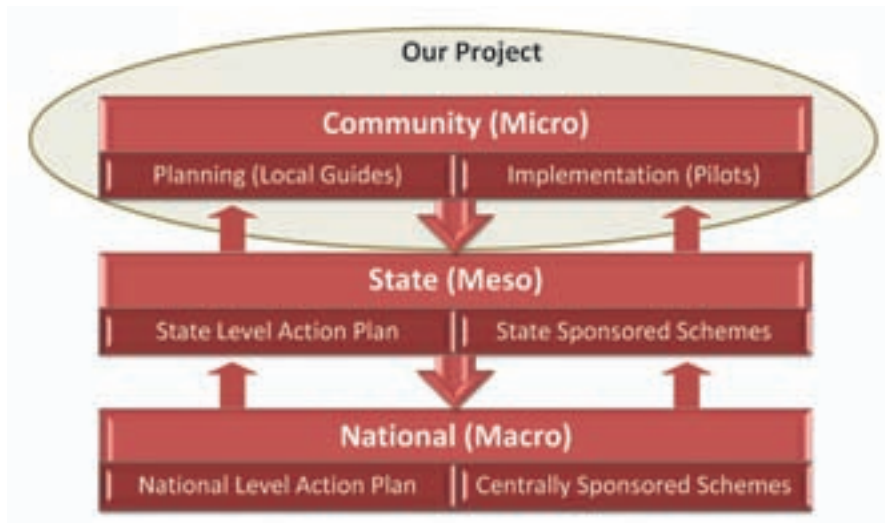 Our Project
Community (Micro)
Planning (Local Guides) Implementation (Pilots)
State (Meso)
State Level Action Plan State Sponsored Schemes
National (Macro)
National Level Action Plan Centrally Sponsored Schemes